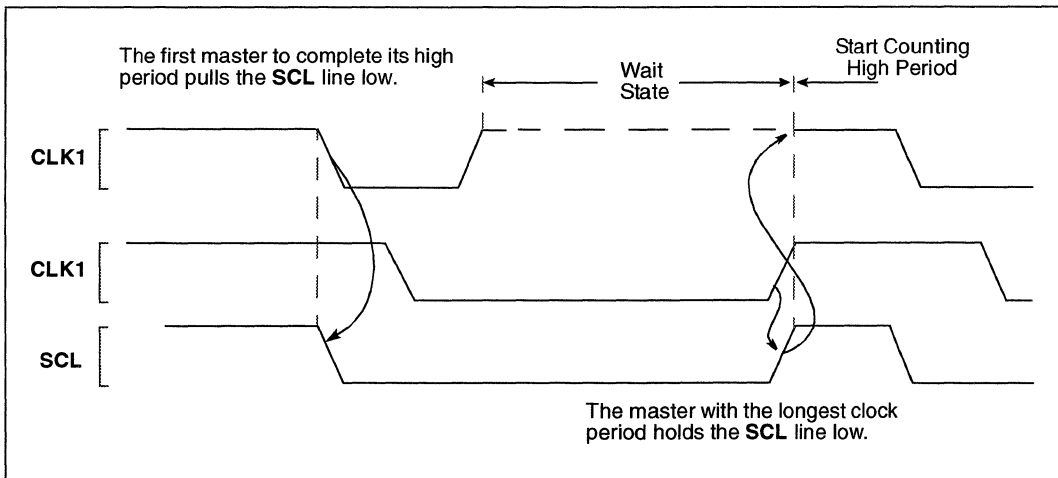 The first master to complete its high
period pulls the SCL line low.
Wait
State
Start Counting
High Period
CLK1
CLK1
SCL
The master with the longest clock
period holds the SCL line low.